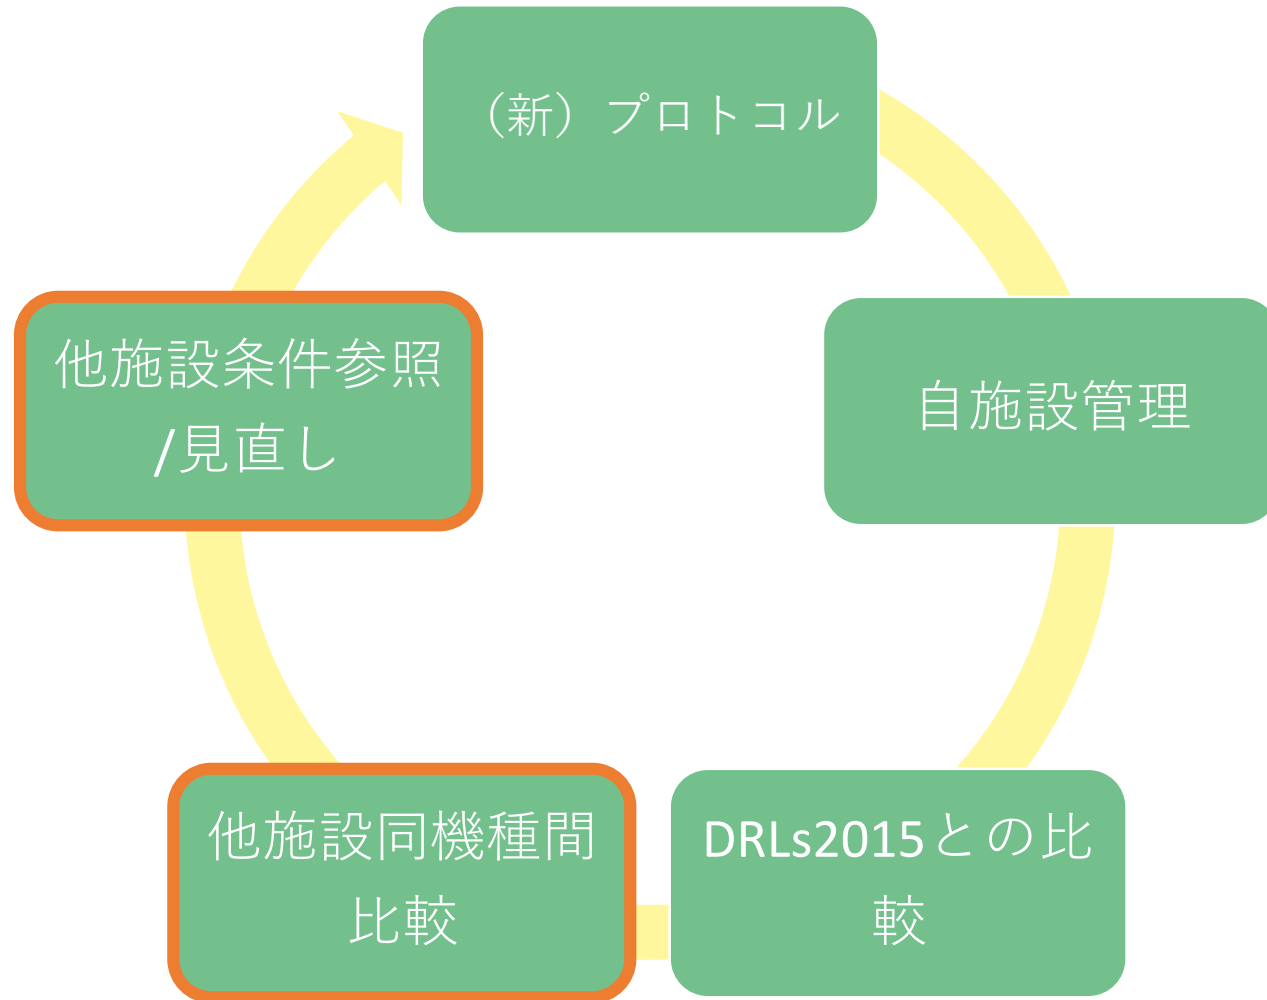 （新）プロトコル
自施設管理
DRLs2015との比
較
他施設同機種間
比較
他施設条件参照
/見直し